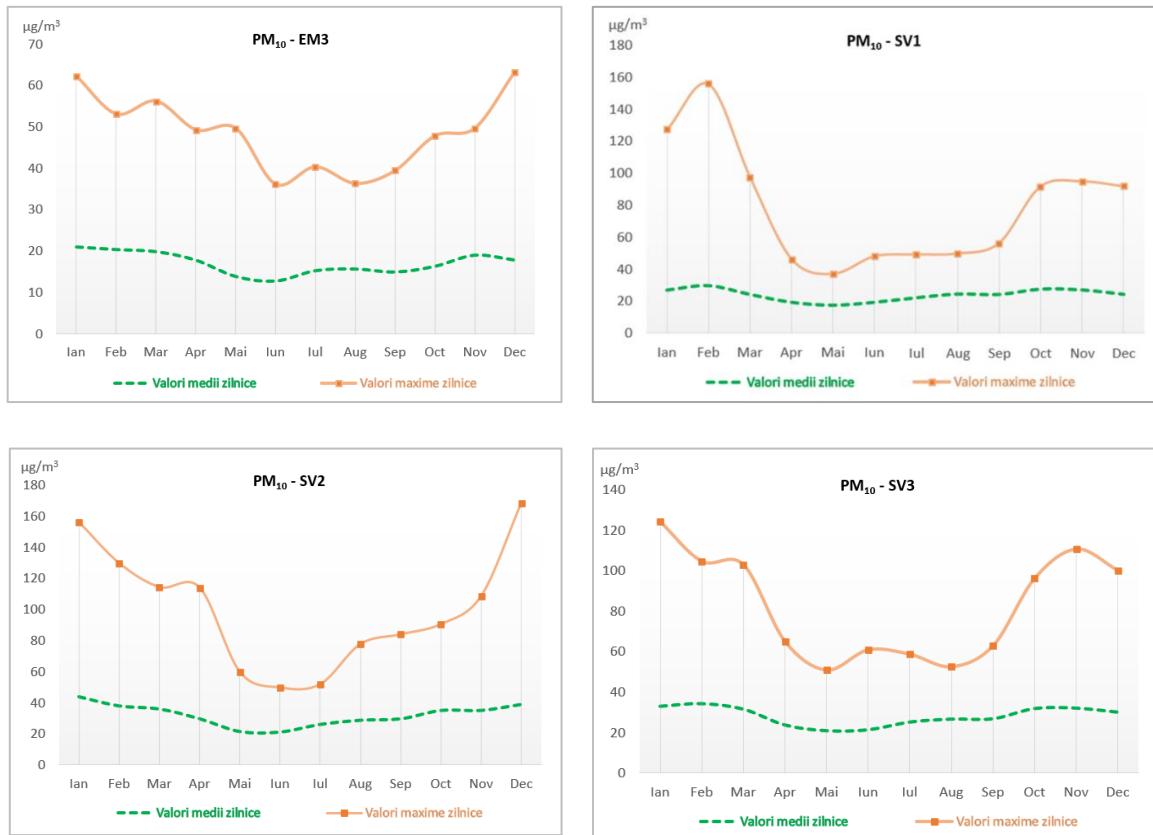 µg/m³
PM₁₀ - EM3
70
60
50
40
30
20
10
0
Ian Feb Mar Apr Mai Iun Iul Aug Sep Oct Nov Dec
Valori medii zilnice Valori maxime zilnice
µg/m³
PM₁₀ - SV1
180
160
140
120
100
80
60
40
20
0
Ian Feb Mar Apr Mai Iun Iul Aug Sep Oct Nov Dec
Valori medii zilnice Valori maxime zilnice
µg/m³
PM₁₀ - SV2
180
160
140
120
100
80
60
40
20
0
Ian Feb Mar Apr Mai Iun Iul Aug Sep Oct Nov Dec
Valori medii zilnice Valori maxime zilnice
µg/m³
PM₁₀ - SV3
140
120
100
80
60
40
20
0
Ian Feb Mar Apr Mai Iun Iul Aug Sep Oct Nov Dec
Valori medii zilnice Valori maxime zilnice